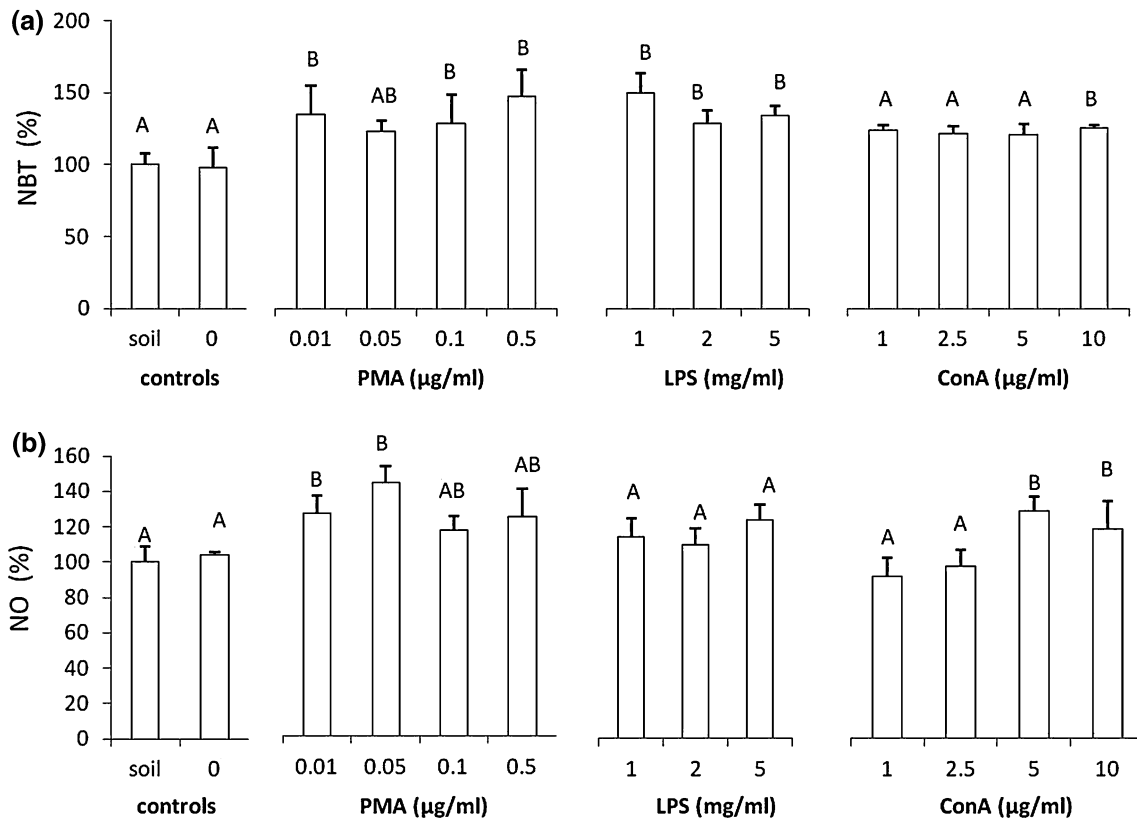 (a)
NBT (%)
200
150
100
50
0
A A B AB B B B B B A A A B
soil 0 0.01 0.05 0.1 0.5 1 2 5 1 2.5 5 10
controls PMA (µg/ml) LPS (mg/ml) ConA (µg/ml)
(b)
NO (%)
160
140
120
100
80
60
40
20
0
A A B B AB AB A A A A A B B
soil 0 0.01 0.05 0.1 0.5 1 2 5 1 2.5 5 10
controls PMA (µg/ml) LPS (mg/ml) ConA (µg/ml)